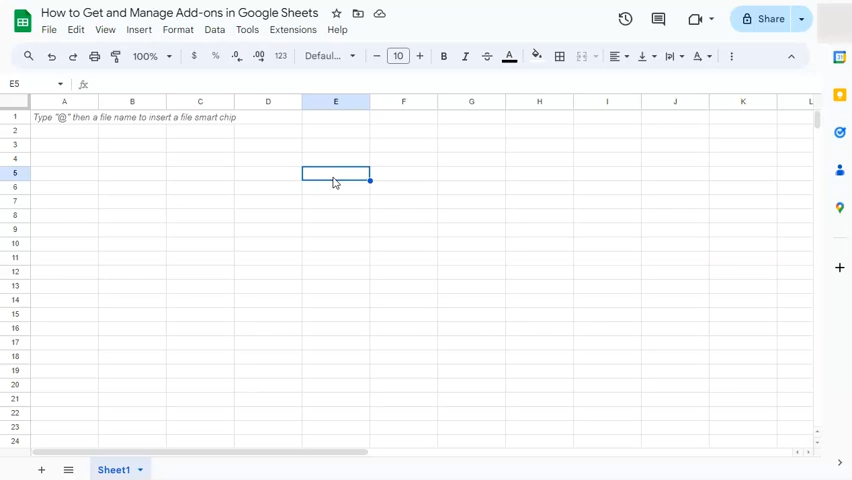 How to Get and Manage Add-ons in Google Sheets
Share
File Edit View Insert Format Data Tools Extensions Help
100% $ % .0 .00 123 Defaul... 10 B I S A
E5 fx
A B C D E F G H I J K L
1 Type "@" then a file name to insert a file smart chip
2
3
4
5
6
7
8
9
10
11
12
13
14
15
16
17
18
19
20
21
22
23
24
Sheet1